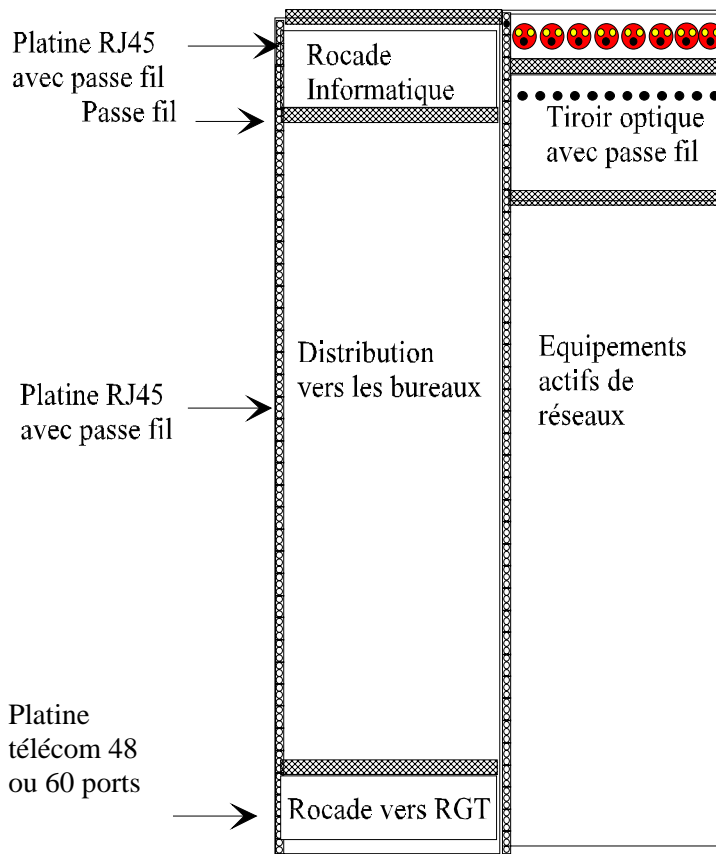 Platine RJ45
avec passe fil
Passe fil
Rocade
Informatique
Tiroir optique
avec passe fil
Platine RJ45
avec passe fil
Distribution
vers les bureaux
Equipements
actifs de
réseaux
Platine
télécom 48
ou 60 ports
Rocade vers RGT